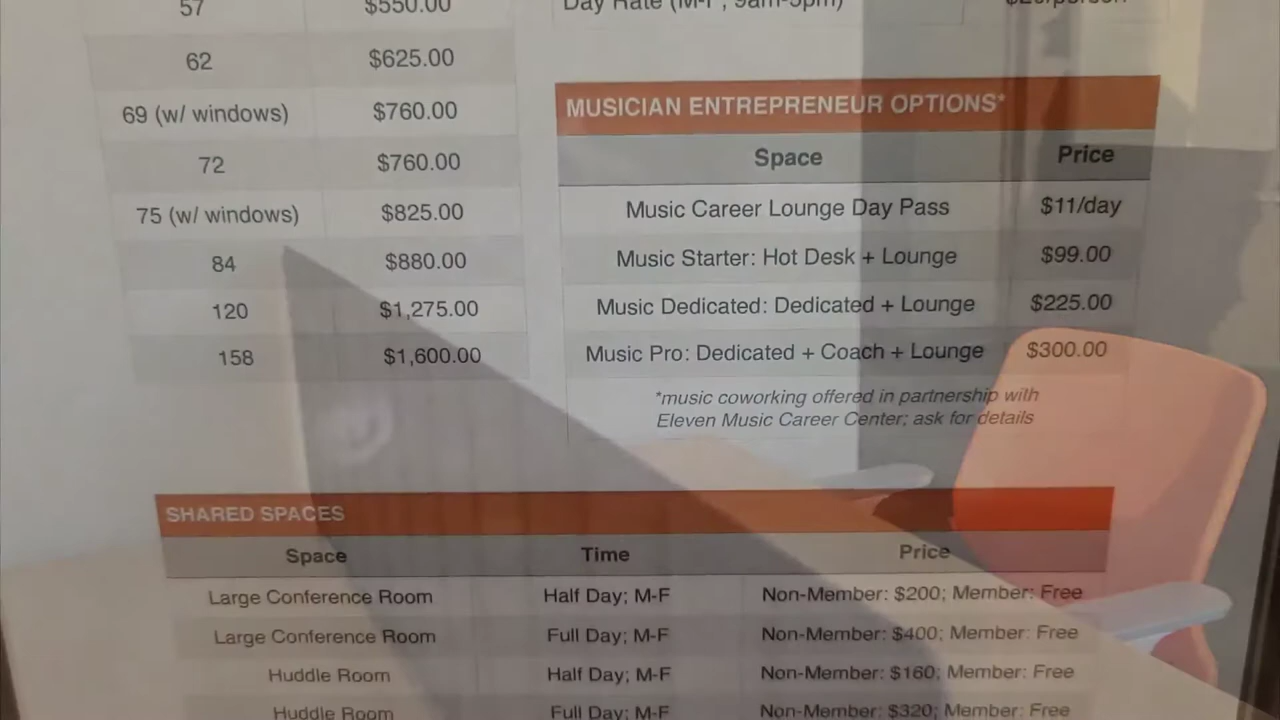 57 $550.00
62 $625.00
69 (w/ windows) $760.00
72 $760.00
75 (w/ windows) $825.00
84 $880.00
120 $1,275.00
158 $1,600.00
Day Rate (M-F, 9am-5pm)
MUSICIAN ENTREPRENEUR OPTIONS*
Space Price
Music Career Lounge Day Pass $11/day
Music Starter: Hot Desk + Lounge $99.00
Music Dedicated: Dedicated + Lounge $225.00
Music Pro: Dedicated + Coach + Lounge $300.00
*music coworking offered in partnership with
Eleven Music Career Center; ask for details
SHARED SPACES
Space Time Price
Large Conference Room Half Day; M-F Non-Member: $200; Member: Free
Large Conference Room Full Day; M-F Non-Member: $400; Member: Free
Huddle Room Half Day; M-F Non-Member: $160; Member: Free
Huddle Room Full Day; M-F Non-Member: $320; Member: Free